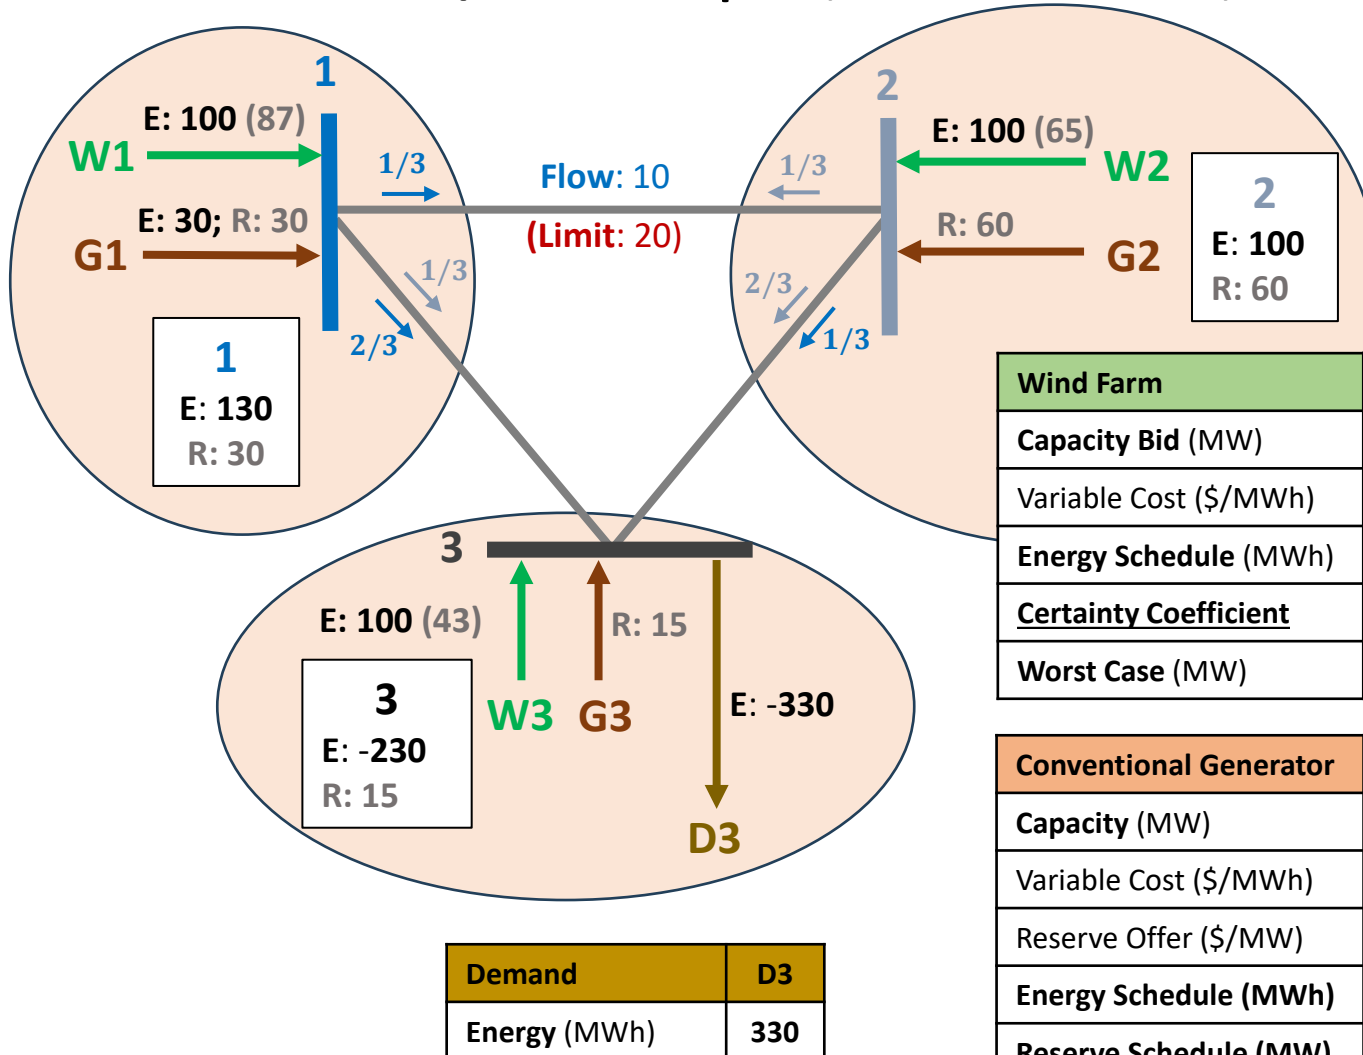 1
E: 100 (87)
W1
E: 30; R: 30
G1
1/3
Flow: 10
(Limit: 20)
1/3
2
E: 100 (65)
W2
R: 60
G2
2
E: 100
R: 60
1/3
2/3
2/3
1/3
1
E: 130
R: 30
3
E: 100 (43)
R: 15
W3
G3
E: -330
D3
3
E: -230
R: 15
Wind Farm
Capacity Bid (MW)
Variable Cost ($/MWh)
Energy Schedule (MWh)
Certainty Coefficient
Worst Case (MW)
Conventional Generator
Capacity (MW)
Variable Cost ($/MWh)
Reserve Offer ($/MW)
Energy Schedule (MWh)
Reserve Schedule (MW)
Demand D3
Energy (MWh) 330